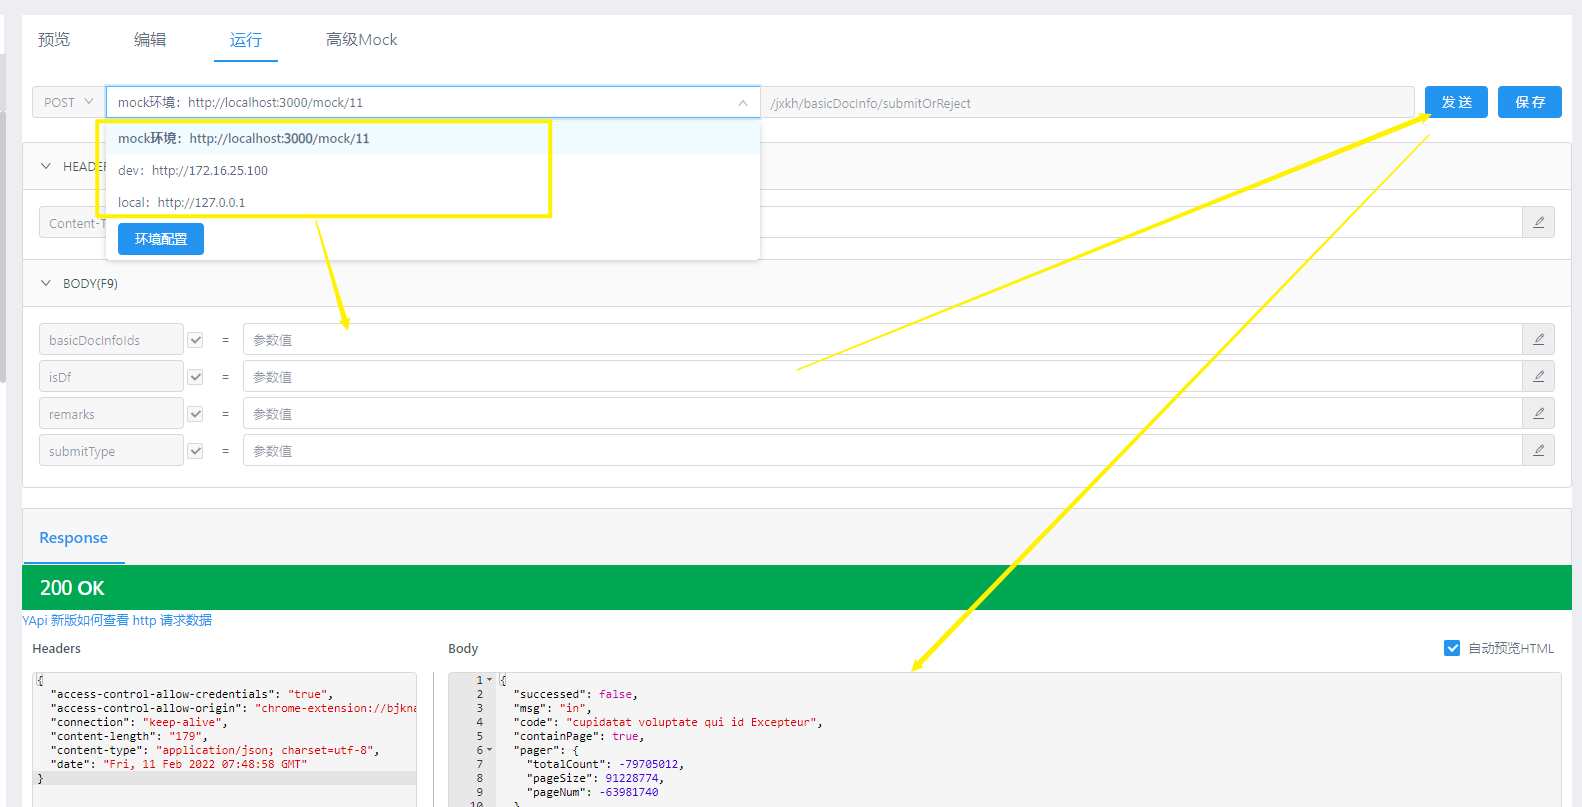 预览 编辑 运行 高级Mock
POST mock环境：http://localhost:3000/mock/11 /jxkh/basicDocInfo/submitOrReject 发 送 保 存
mock环境：http://localhost:3000/mock/11
dev：http://172.16.25.100
local：http://127.0.0.1
环境配置
HEADER
Content-T
BODY(F9)
basicDocInfoIds = 参数值
isDf = 参数值
remarks = 参数值
submitType = 参数值
Response
200 OK
YApi 新版如何查看 http 请求数据
Headers
{
"access-control-allow-credentials": "true",
"access-control-allow-origin": "chrome-extension://bjkna
"connection": "keep-alive",
"content-length": "179",
"content-type": "application/json; charset=utf-8",
"date": "Fri, 11 Feb 2022 07:48:58 GMT"
}
Body 自动预览HTML
1 {
2 "successed": false,
3 "msg": "in",
4 "code": "cupidatat voluptate qui id Excepteur",
5 "containPage": true,
6 "pager": {
7 "totalCount": -79705012,
8 "pageSize": 91228774,
9 "pageNum": -63981740
10 }